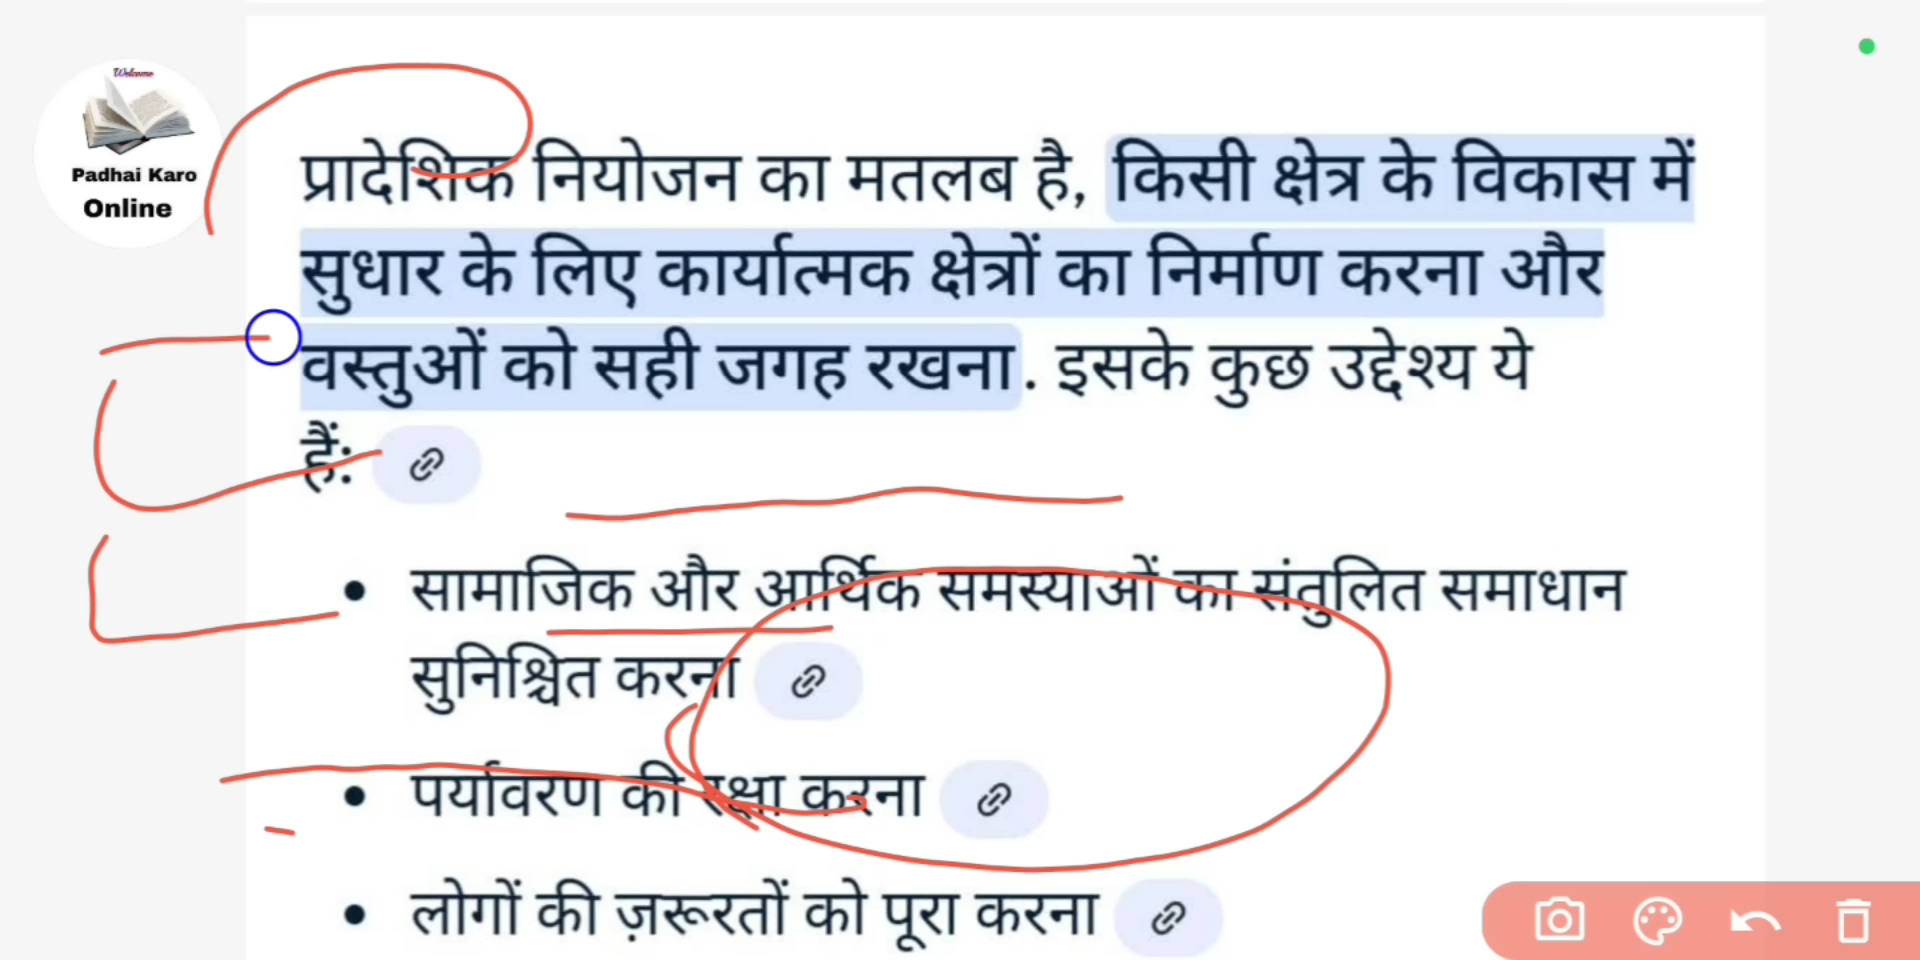 Welcome
Padhai Karo
Online
प्रादेशिक नियोजन का मतलब है, किसी क्षेत्र के विकास में
सुधार के लिए कार्यात्मक क्षेत्रों का निर्माण करना और
वस्तुओं को सही जगह रखना. इसके कुछ उद्देश्य ये
हैं:
• सामाजिक और आर्थिक समस्याओं का संतुलित समाधान
सुनिश्चित करना
• पर्यावरण की रक्षा करना
• लोगों की ज़रूरतों को पूरा करना